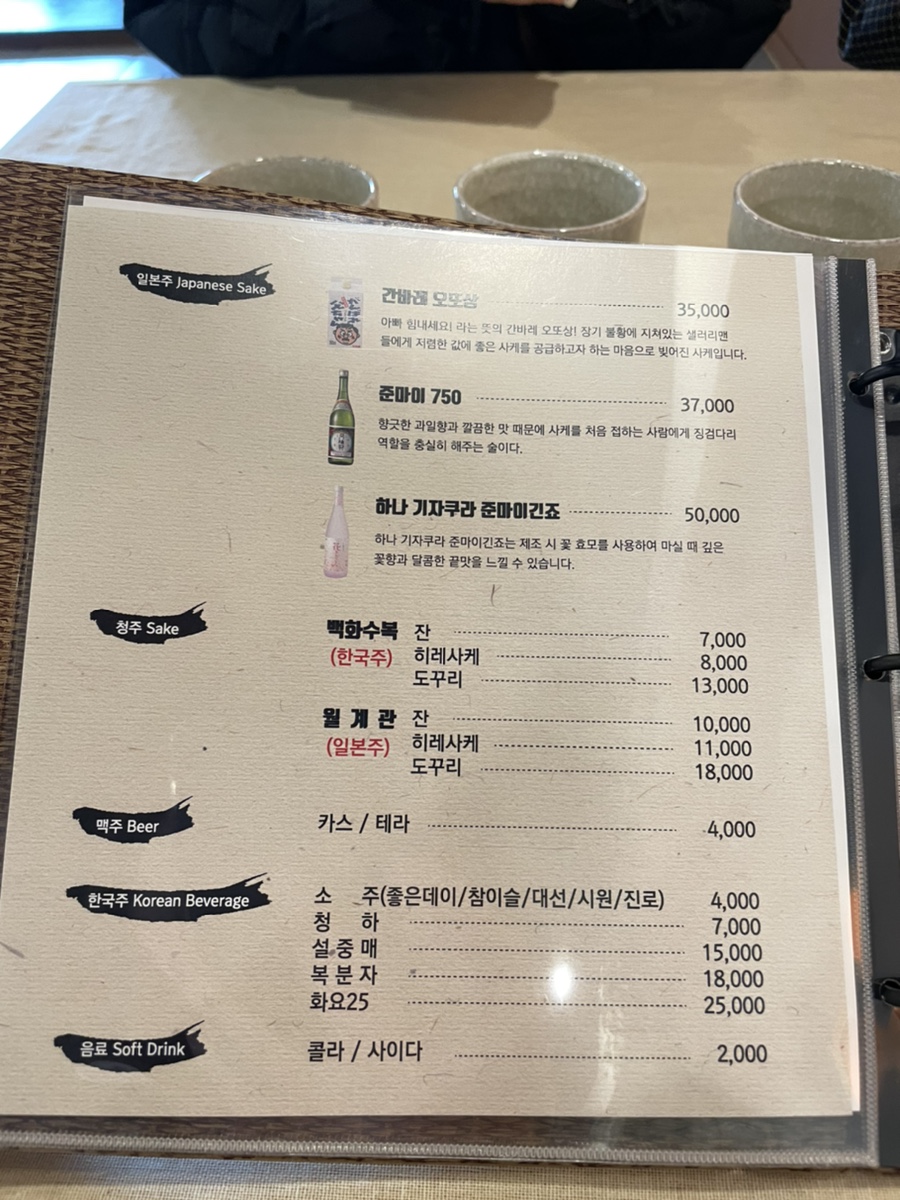 일본주 Japanese Sake
간바레 오또상 35,000
아빠 힘내세요! 라는 뜻의 간바레 오또상! 장기 불황에 지쳐있는 샐러리맨
들에게 저렴한 값에 좋은 사케를 공급하고자 하는 마음으로 빚어진 사케입니다.
준마이 750 37,000
향긋한 과일향과 깔끔한 맛 때문에 사케를 처음 접하는 사람에게 징검다리
역할을 충실히 해주는 술이다.
하나 기자쿠라 준마이긴죠 50,000
하나 기자쿠라 준마이긴죠는 제조 시 꽃 효모를 사용하여 마실 때 깊은
꽃향과 달콤한 끝맛을 느낄 수 있습니다.
청주 Sake
백화수복 잔 7,000
(한국주) 히레사케 8,000
도꾸리 13,000
월계관 잔 10,000
(일본주) 히레사케 11,000
도꾸리 18,000
맥주 Beer
카스 / 테라 4,000
한국주 Korean Beverage
소 주(좋은데이/참이슬/대선/시원/진로) 4,000
청 하 7,000
설중매 15,000
복분자 18,000
화요25 25,000
음료 Soft Drink
콜라 / 사이다 2,000